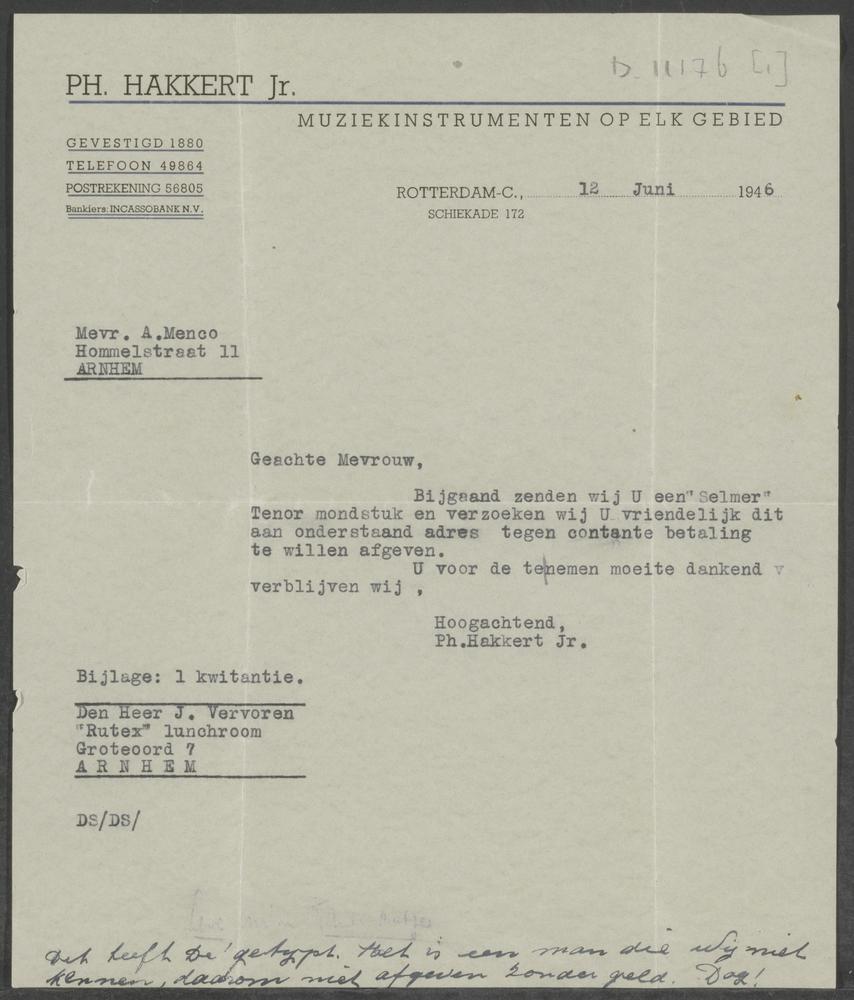 D. 11176 [1]
PH. HAKKERT Jr.
MUZIEKINSTRUMENTEN OP ELK GEBIED
GEVESTIGD 1880
TELEFOON 49864
POSTREKENING 56805
Bankiers: INCASSOBANK N.V.
ROTTERDAM-C., 12 Juni 1946
SCHIEKADE 172
Mevr. A.Menco
Hommelstraat 11
ARNHEM
Geachte Mevrouw,
Bijgaand zenden wij U een "Selmer"
Tenor mondstuk en verzoeken wij U vriendelijk dit
aan onderstaand adres tegen contante betaling
te willen afgeven.
U voor de tenemen moeite dankend v
verblijven wij ,
Hoogachtend,
Ph.Hakkert Jr.
Bijlage: 1 kwitantie.
Den Heer J. Vervoren
"Rutex" lunchroom
Groteoord 7
ARNHEM
DS/DS/
Dit heeft Dé getypt. Het is een man die wij niet
kennen, daarom niet afgeven zonder geld. Dag!